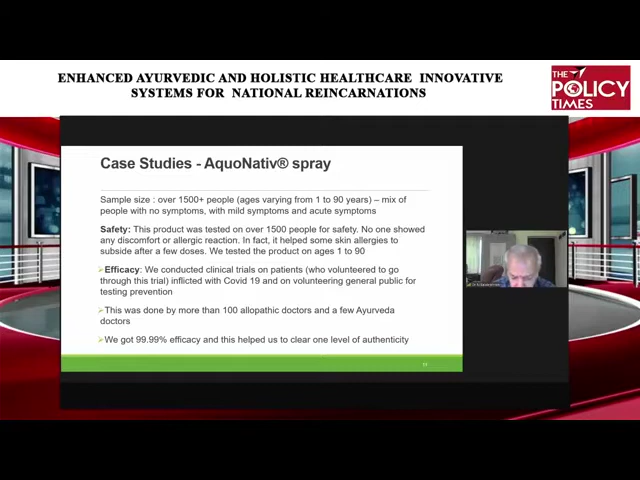 ENHANCED AYURVEDIC AND HOLISTIC HEALTHCARE INNOVATIVE
SYSTEMS FOR NATIONAL REINCARNATIONS
THE
POLICY
TIMES
Case Studies - AquoNativ® spray
Sample size : over 1500+ people (ages varying from 1 to 90 years) – mix of
people with no symptoms, with mild symptoms and acute symptoms
Safety: This product was tested on over 1500 people for safety. No one showed
any discomfort or allergic reaction. In fact, it helped some skin allergies to
subside after a few doses. We tested the product on ages 1 to 90
➢Efficacy: We conducted clinical trials on patients (who volunteered to go
through this trial) inflicted with Covid 19 and on volunteering general public for
testing prevention
➢This was done by more than 100 allopathic doctors and a few Ayurveda
doctors
➢We got 99.99% efficacy and this helped us to clear one level of authenticity